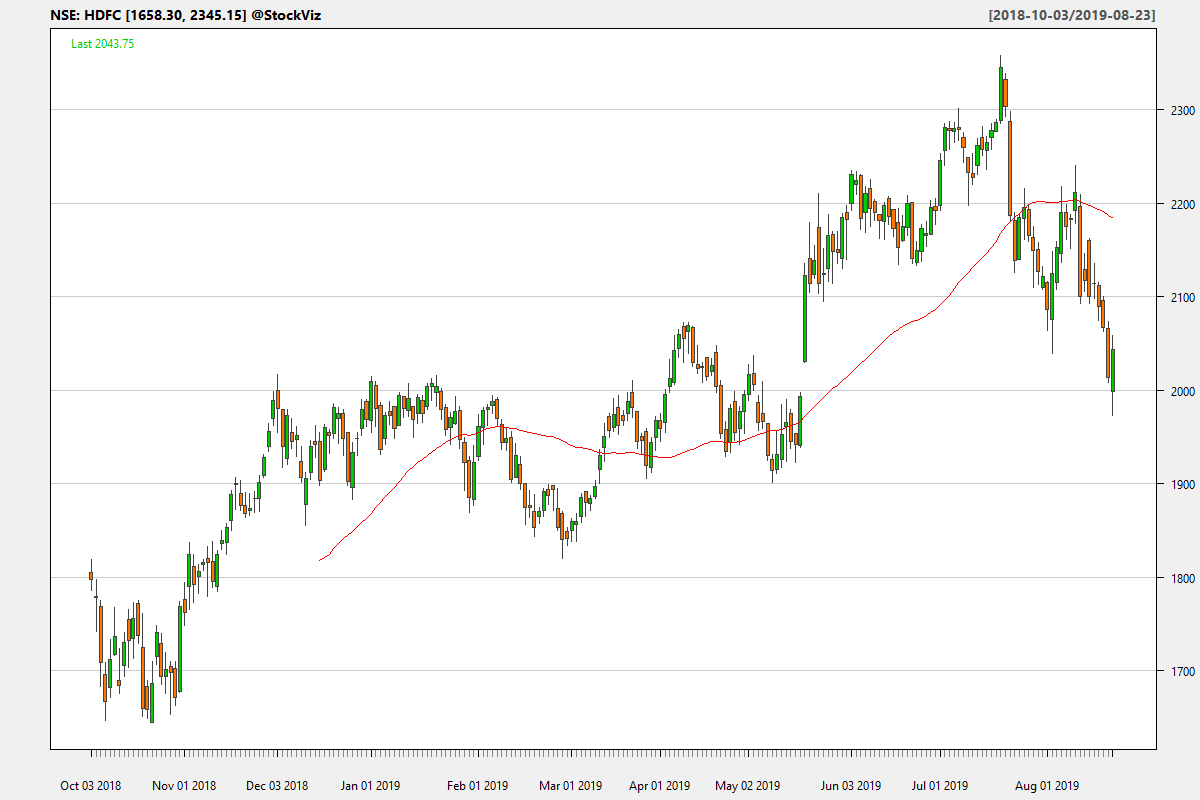 NSE: HDFC [1658.30, 2345.15] @StockViz [2018-10-03/2019-08-23]
Last 2043.75
2300
2200
2100
2000
1900
1800
1700
Oct 03 2018 Nov 01 2018 Dec 03 2018 Jan 01 2019 Feb 01 2019 Mar 01 2019 Apr 01 2019 May 02 2019 Jun 03 2019 Jul 01 2019 Aug 01 2019